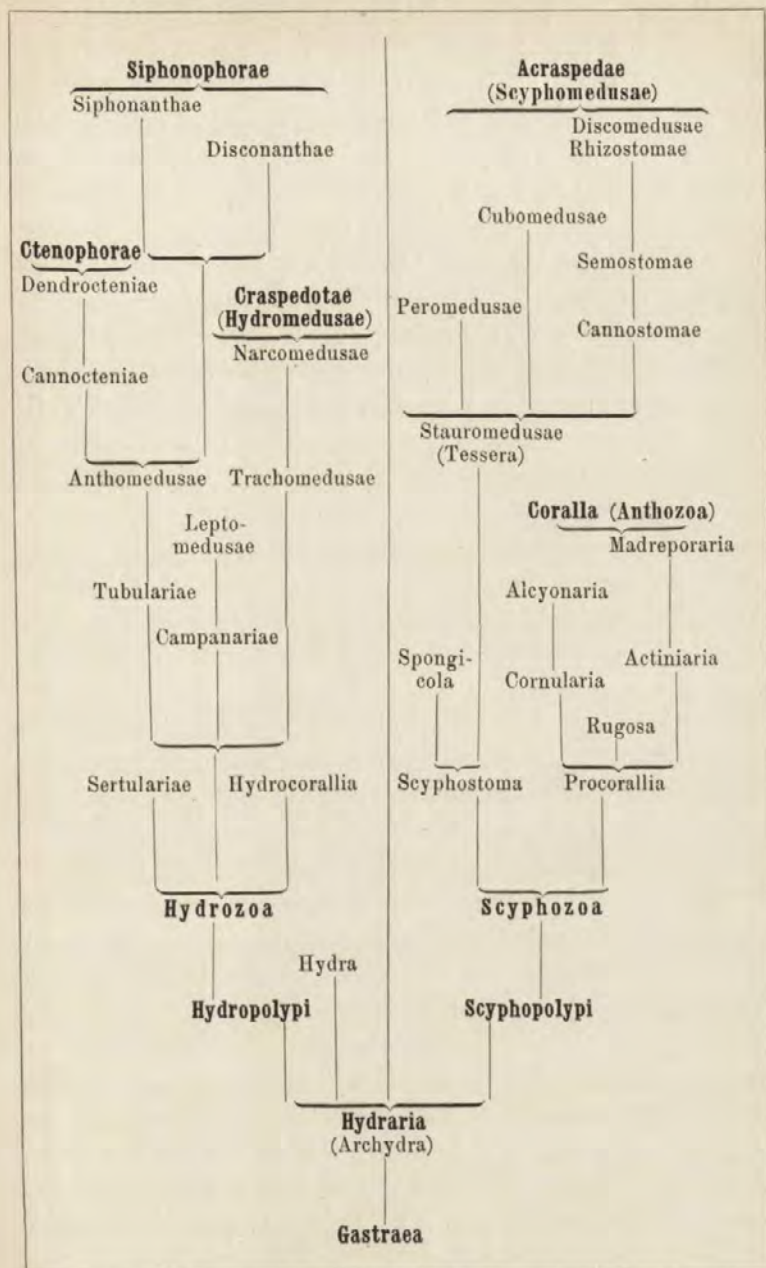 Siphonophorae
Siphonanthae
Disconanthae
Ctenophorae
Dendrocteniae
Cannocteniae
Craspedotae
(Hydromedusae)
Narcomedusae
Anthomedusae
Trachomedusae
Lepto-
medusae
Tubulariae
Campanariae
Sertulariae
Hydrocorallia
Hydrozoa
Hydra
Hydropolypi
Acraspedae
(Scyphomedusae)
Discomedusae
Rhizostomae
Cubomedusae
Semostomae
Peromedusae
Cannostomae
Stauromedusae
(Tessera)
Coralla (Anthozoa)
Madreporaria
Alcyonaria
Spongi-
cola
Cornularia
Actiniaria
Rugosa
Scyphostoma
Procorallia
Scyphozoa
Scyphopolypi
Hydraria
(Archydra)
Gastraea